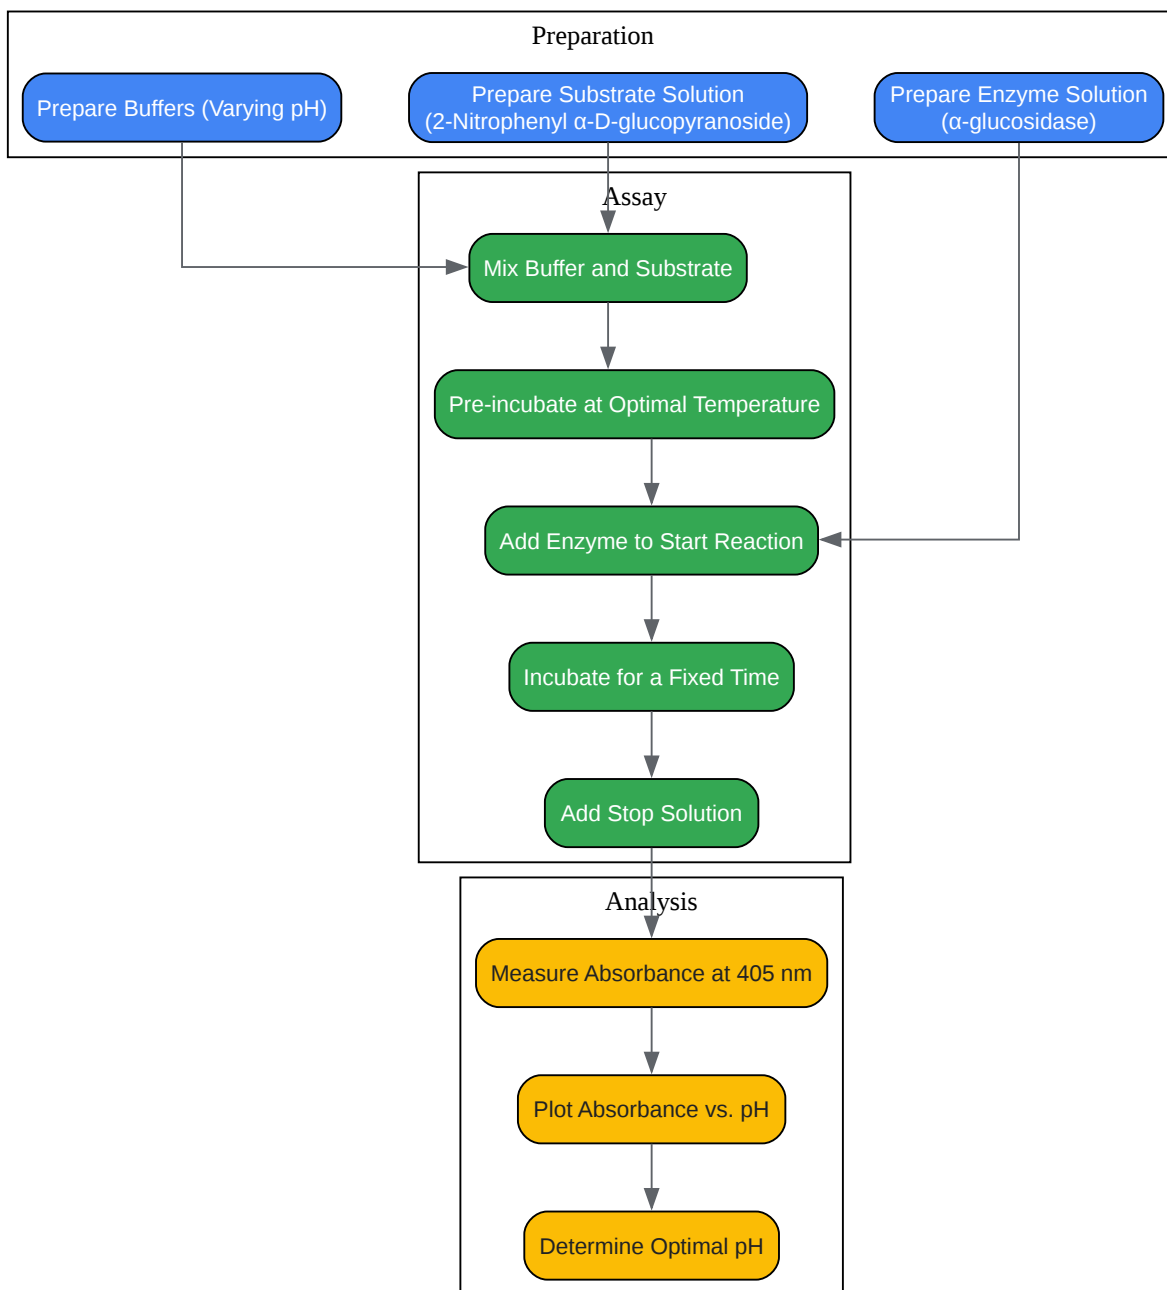 Preparation
Prepare Buffers (Varying pH)
Prepare Substrate Solution
(2-Nitrophenyl α-D-glucopyranoside)
Prepare Enzyme Solution
(α-glucosidase)
Assay
Mix Buffer and Substrate
Pre-incubate at Optimal Temperature
Add Enzyme to Start Reaction
Incubate for a Fixed Time
Add Stop Solution
Analysis
Measure Absorbance at 405 nm
Plot Absorbance vs. pH
Determine Optimal pH